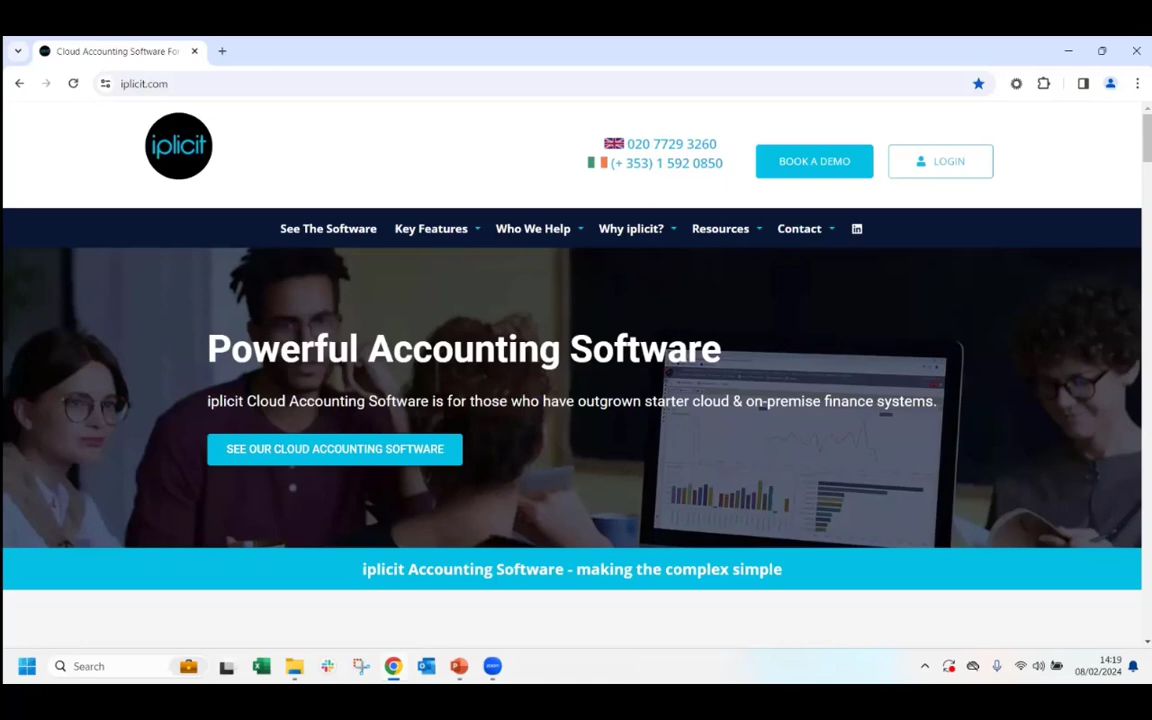 Cloud Accounting Software For
iplicit.com
iplicit
020 7729 3260
(+ 353) 1 592 0850
BOOK A DEMO
LOGIN
See The Software
Key Features
Who We Help
Why iplicit?
Resources
Contact
Powerful Accounting Software
iplicit Cloud Accounting Software is for those who have outgrown starter cloud & on-premise finance systems.
SEE OUR CLOUD ACCOUNTING SOFTWARE
iplicit Accounting Software - making the complex simple
Search
14:19
08/02/2024